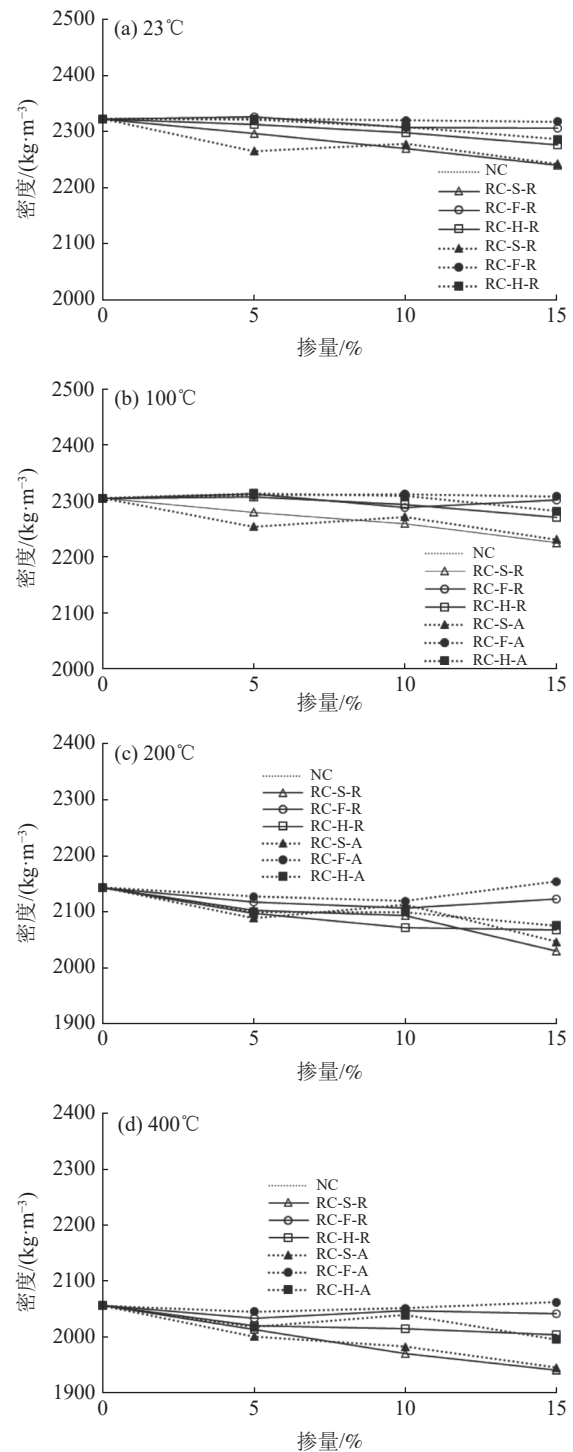 (a) 23℃
2500
2400
2300
2200
2100
2000
密度/(kg·m⁻³)
NC
RC-S-R
RC-F-R
RC-H-R
RC-S-R
RC-F-R
RC-H-R
0 5 10 15
掺量/%
(b) 100℃
2500
2400
2300
2200
2100
2000
密度/(kg·m⁻³)
NC
RC-S-R
RC-F-R
RC-H-R
RC-S-A
RC-F-A
RC-H-A
0 5 10 15
掺量/%
(c) 200℃
2400
2300
2200
2100
2000
1900
密度/(kg·m⁻³)
NC
RC-S-R
RC-F-R
RC-H-R
RC-S-A
RC-F-A
RC-H-A
0 5 10 15
掺量/%
(d) 400℃
2400
2300
2200
2100
2000
1900
密度/(kg·m⁻³)
NC
RC-S-R
RC-F-R
RC-H-R
RC-S-A
RC-F-A
RC-H-A
0 5 10 15
掺量/%